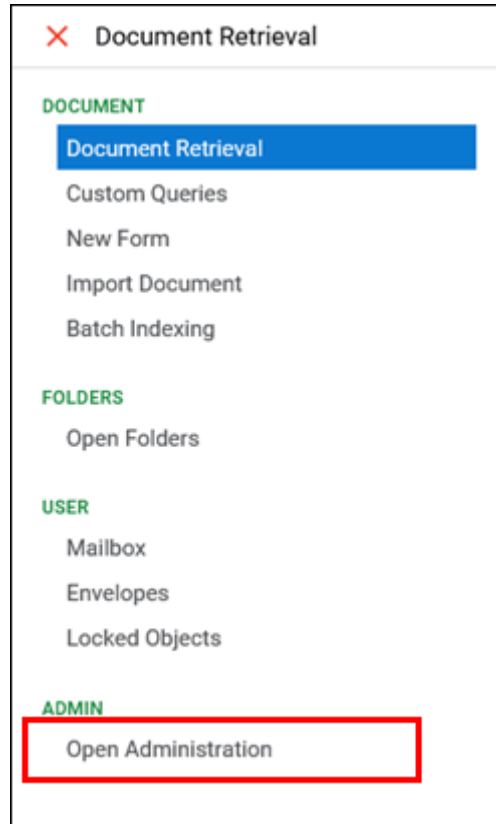 Document Retrieval
DOCUMENT
Document Retrieval
Custom Queries
New Form
Import Document
Batch Indexing
FOLDERS
Open Folders
USER
Mailbox
Envelopes
Locked Objects
ADMIN
Open Administration